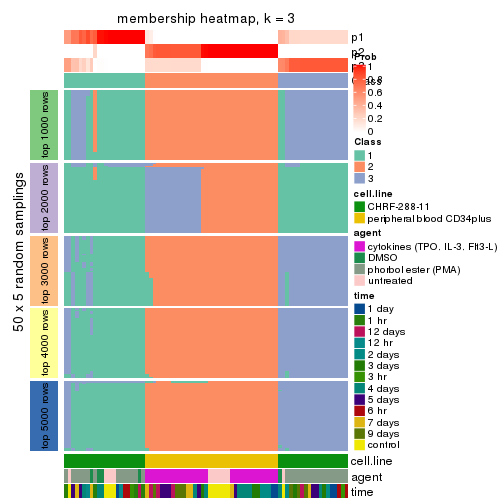 membership heatmap, k = 3
p1
p2
p3
Prob
1
0.8
0.6
0.4
0.2
0
Class
1
2
3
cell.line
CHRF-288-11
peripheral blood CD34plus
agent
cytokines (TPO. IL-3. Flt3-L)
DMSO
phorbol ester (PMA)
untreated
time
1 day
1 hr
12 days
12 hr
2 days
3 days
3 hr
4 days
5 days
6 hr
7 days
9 days
control
50 x 5 random samplings
top 1000 rows
top 2000 rows
top 3000 rows
top 4000 rows
top 5000 rows
cell.line
agent
time